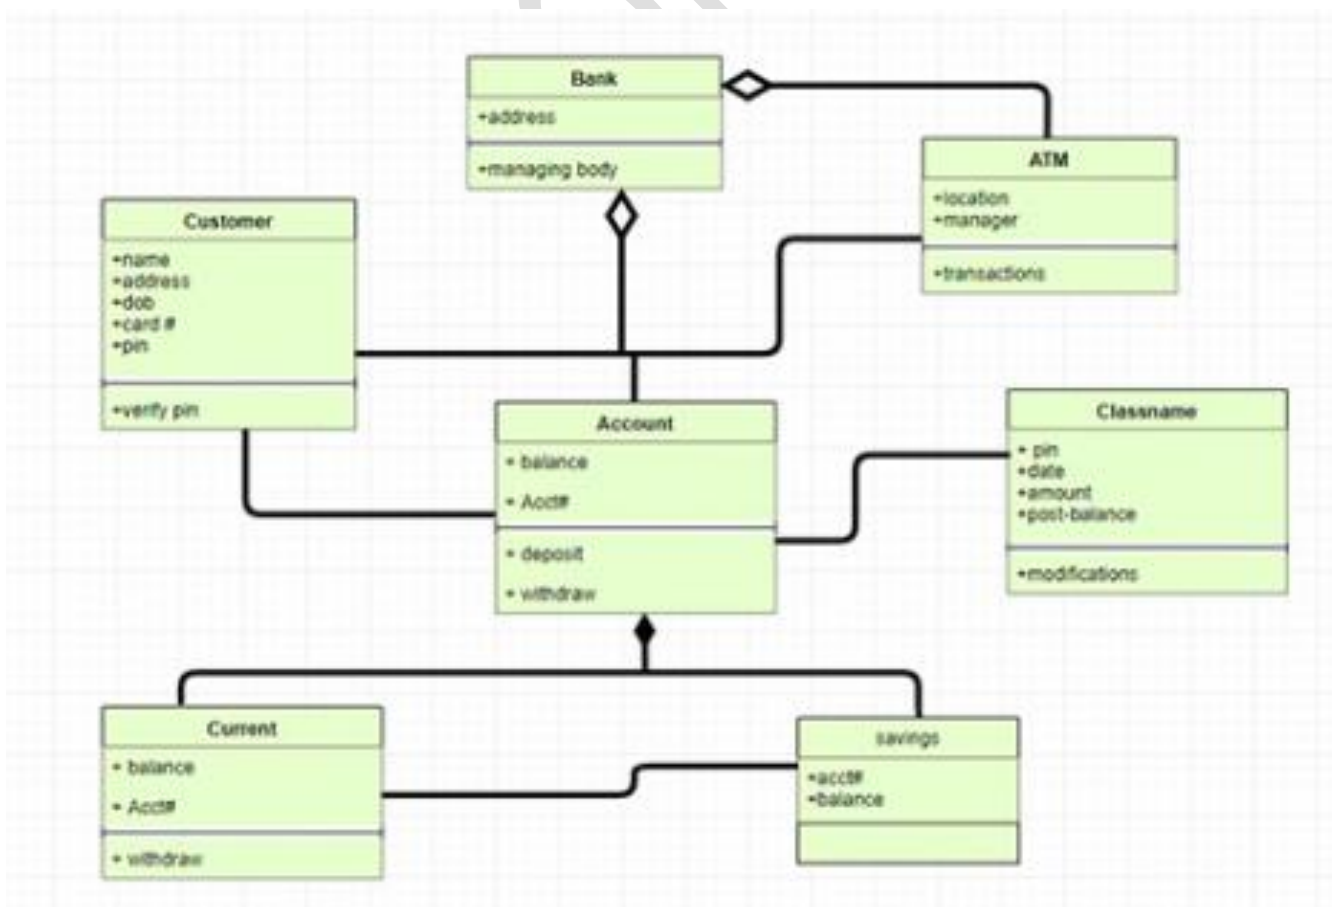 Bank
+address
+managing body
ATM
+location
+manager
+transactions
Customer
+name
+address
+dob
+card #
+pin
+verify pin
Account
+ balance
+ Acct#
+ deposit
+ withdraw
Classname
+ pin
+date
+amount
+post-balance
+modifications
Current
+ balance
+ Acct#
+ withdraw
savings
+acct#
+balance